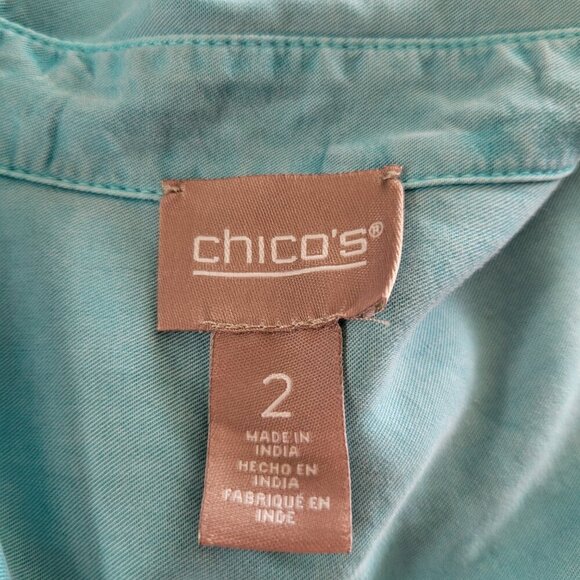 chico's®
2
MADE IN
INDIA
HECHO EN
INDIA
FABRIQUÉ EN
INDE